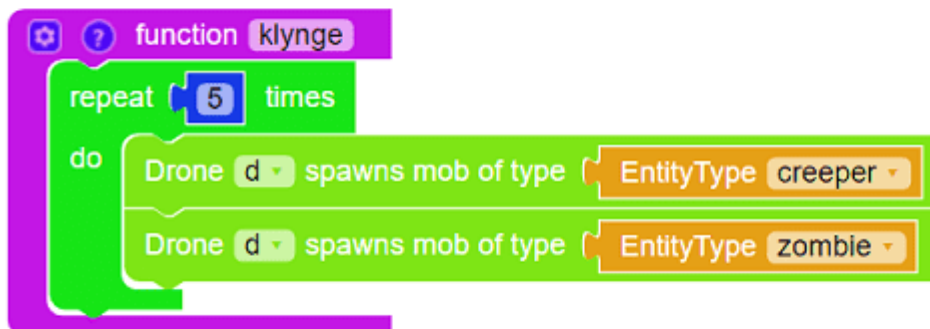 ? function klynge
repeat 5 times
do Drone d spawns mob of type EntityType creeper
Drone d spawns mob of type EntityType zombie